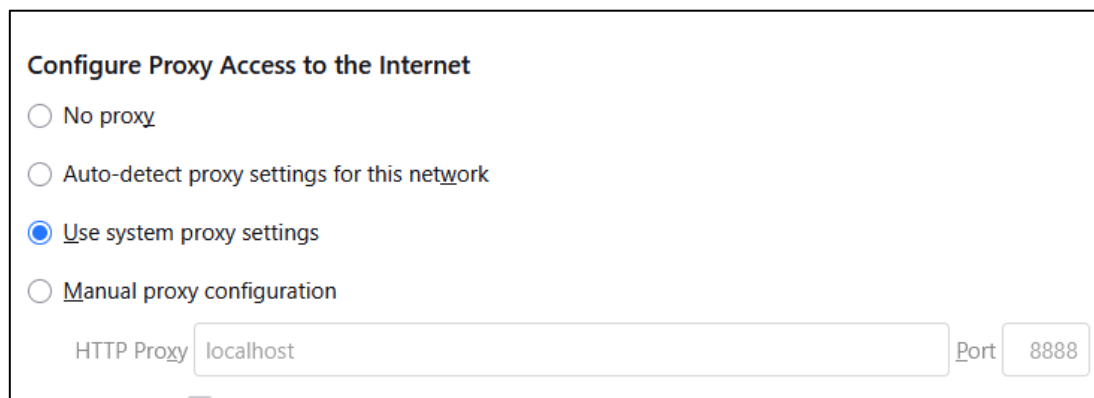 Configure Proxy Access to the Internet
No proxy
Auto-detect proxy settings for this network
Use system proxy settings
Manual proxy configuration
HTTP Proxy localhost Port 8888